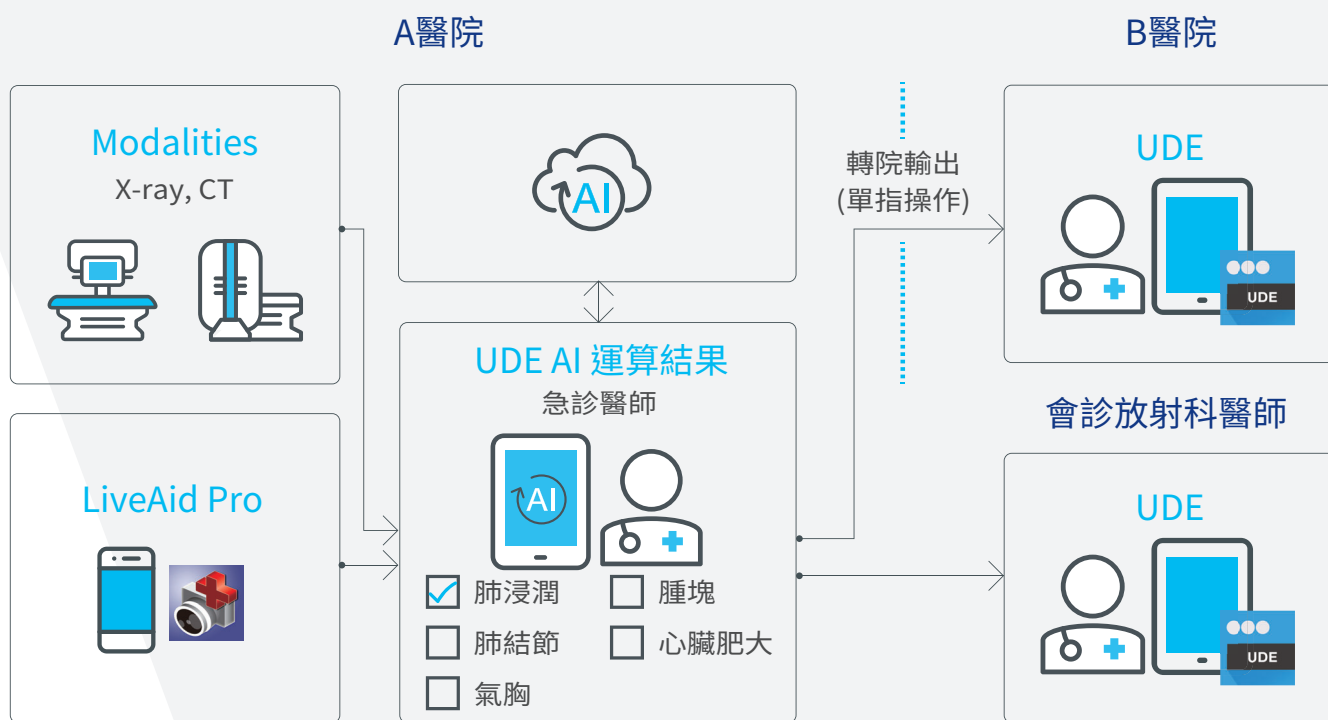 A醫院
B醫院
Modalities
X-ray, CT
AI
轉院輸出
(單指操作)
UDE
UDE
UDE AI 運算結果
急診醫師
AI
肺浸潤
腫塊
肺結節
心臟肥大
氣胸
LiveAid Pro
會診放射科醫師
UDE
UDE